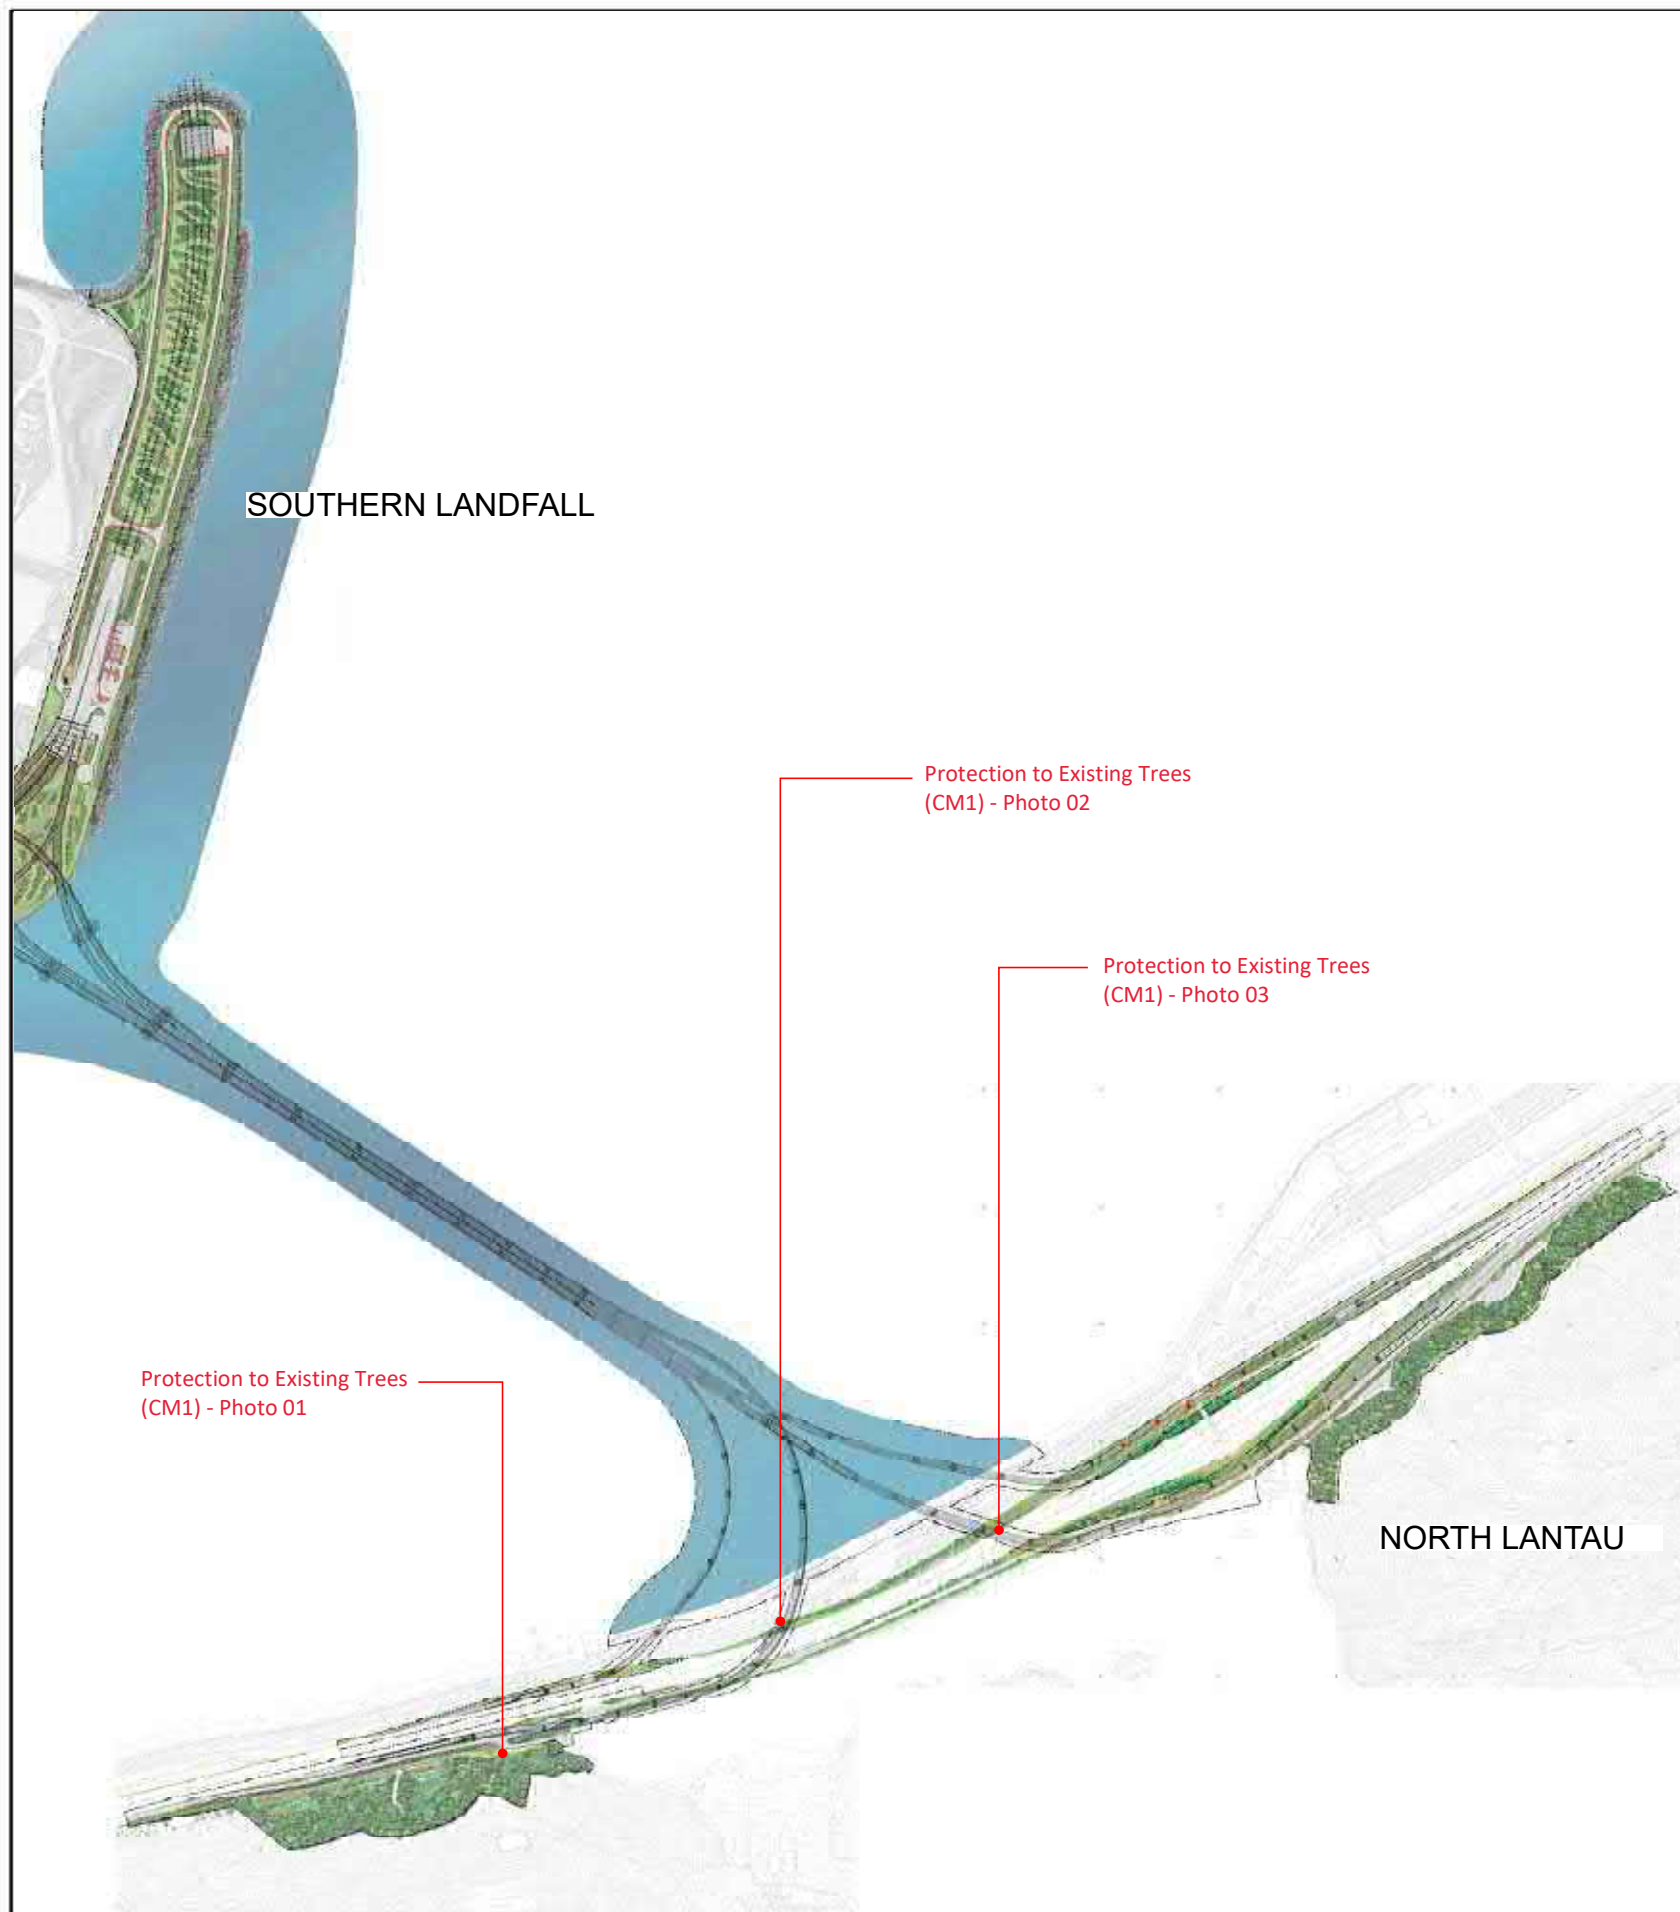 SOUTHERN LANDFALL
Protection to Existing Trees
(CM1) - Photo 02
Protection to Existing Trees
(CM1) - Photo 03
Protection to Existing Trees
(CM1) - Photo 01
NORTH LANTAU